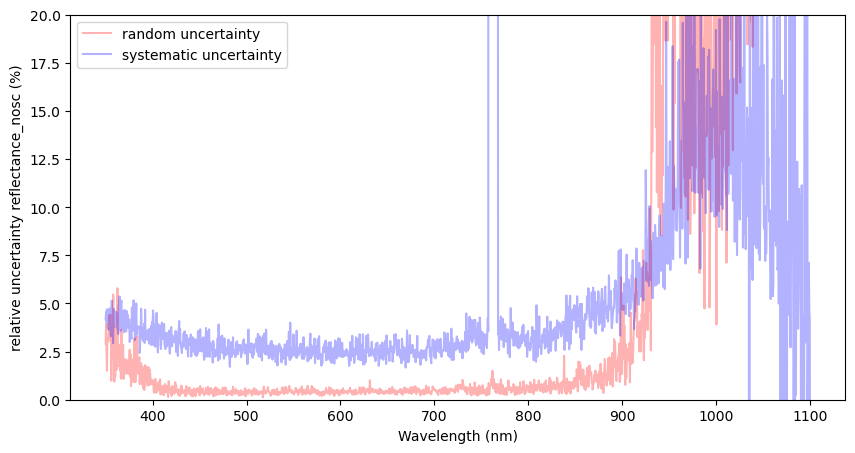 random uncertainty
systematic uncertainty
relative uncertainty reflectance_nosc (%)
20.0
17.5
15.0
12.5
10.0
7.5
5.0
2.5
0.0
400 500 600 700 800 900 1000 1100
Wavelength (nm)